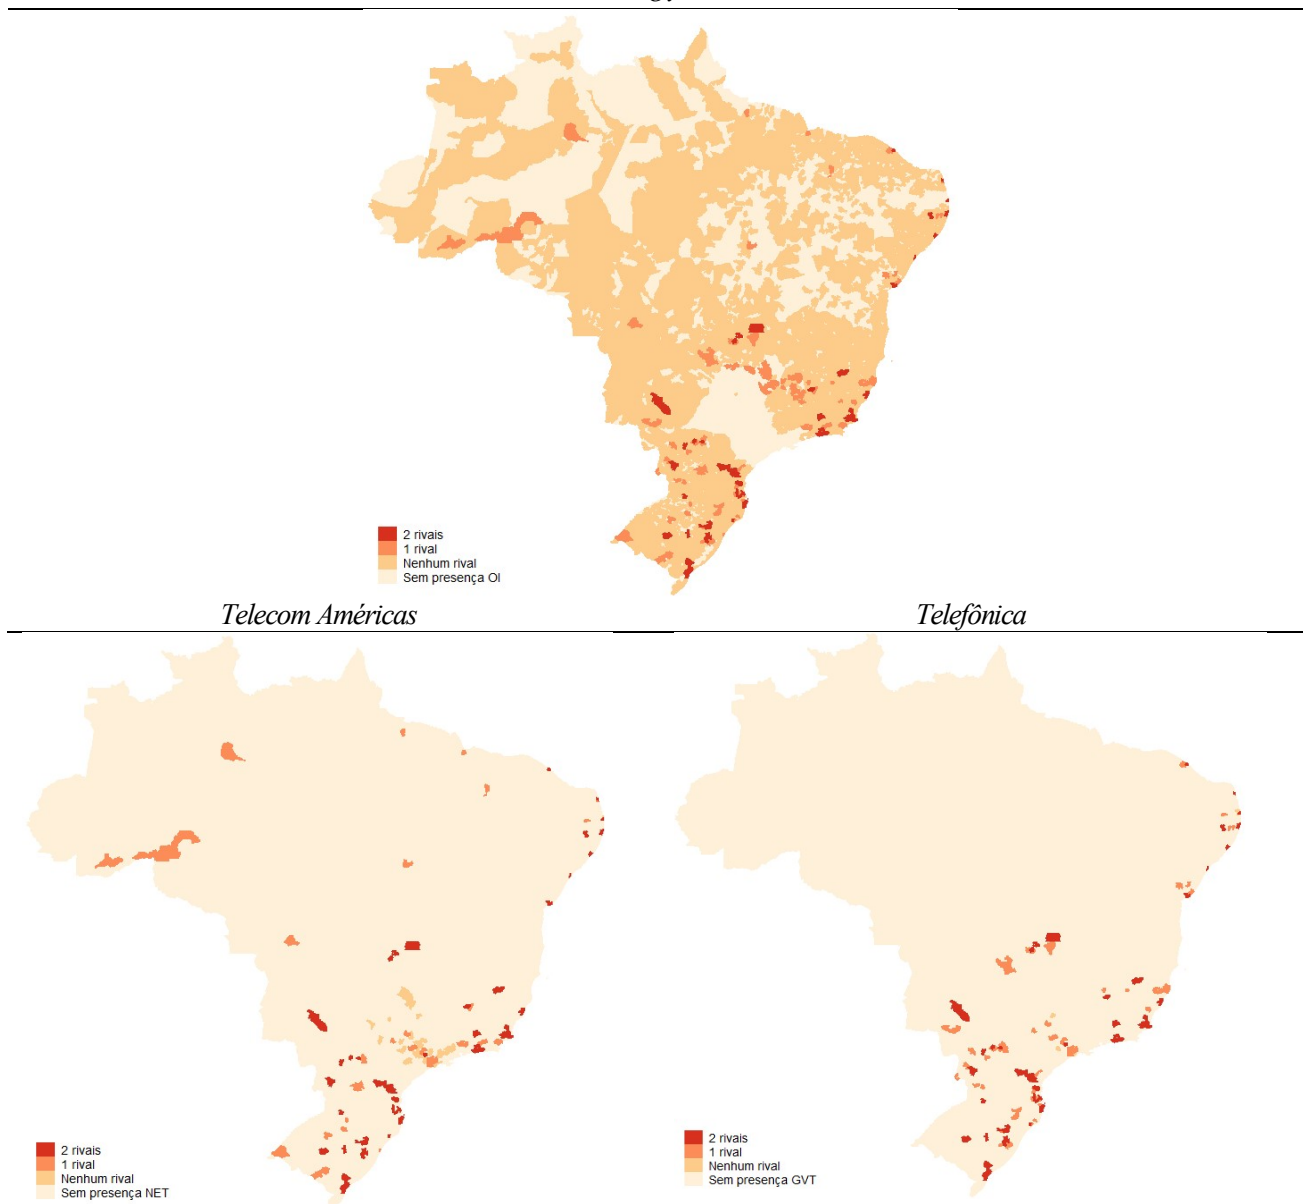 2 rivais
1 rival
Nenhum rival
Sem presença OI
Telecom Américas
Telefônica
2 rivais
1 rival
Nenhum rival
Sem presença NET
2 rivais
1 rival
Nenhum rival
Sem presença GVT